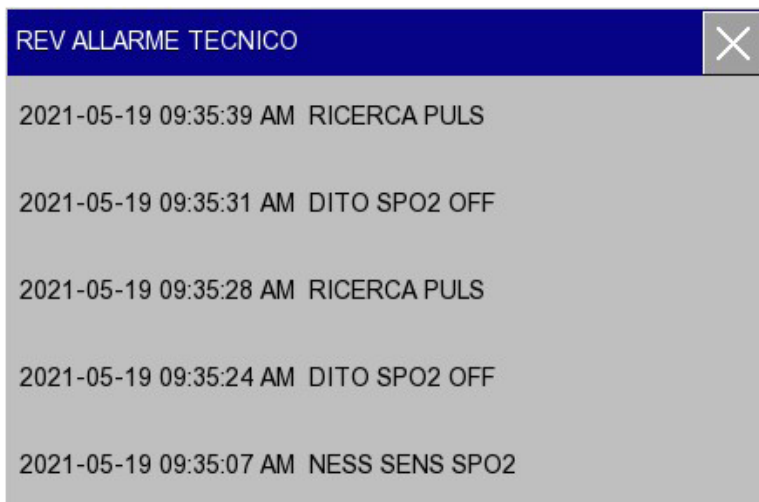 REV ALLARME TECNICO
2021-05-19 09:35:39 AM RICERCA PULS
2021-05-19 09:35:31 AM DITO SPO2 OFF
2021-05-19 09:35:28 AM RICERCA PULS
2021-05-19 09:35:24 AM DITO SPO2 OFF
2021-05-19 09:35:07 AM NESS SENS SPO2